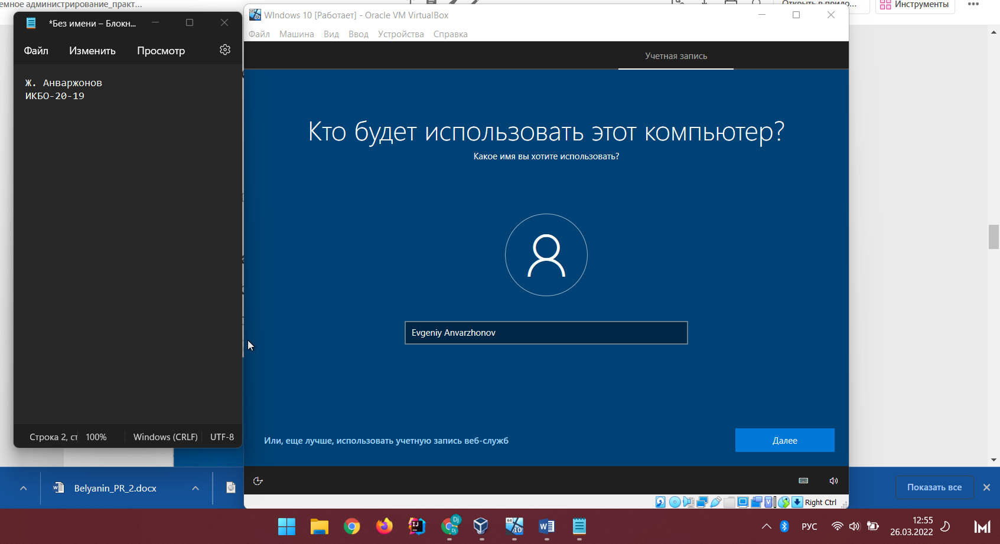 емное администрирование_практ...
Инструменты
*Без имени – Блокн...
Файл Изменить Просмотр
Ж. Анваржонов
ИКБО-20-19
Строка 2, ст 100% Windows (CRLF) UTF-8
WIndows 10 [Работает] - Oracle VM VirtualBox
Файл Машина Вид Ввод Устройства Справка
Учетная запись
Кто будет использовать этот компьютер?
Какое имя вы хотите использовать?
Evgeniy Anvarzhonov
Или, еще лучше, использовать учетную запись веб-служб
Далее
Right Ctrl
Belyanin_PR_2.docx
Показать все
РУС
12:55
26.03.2022